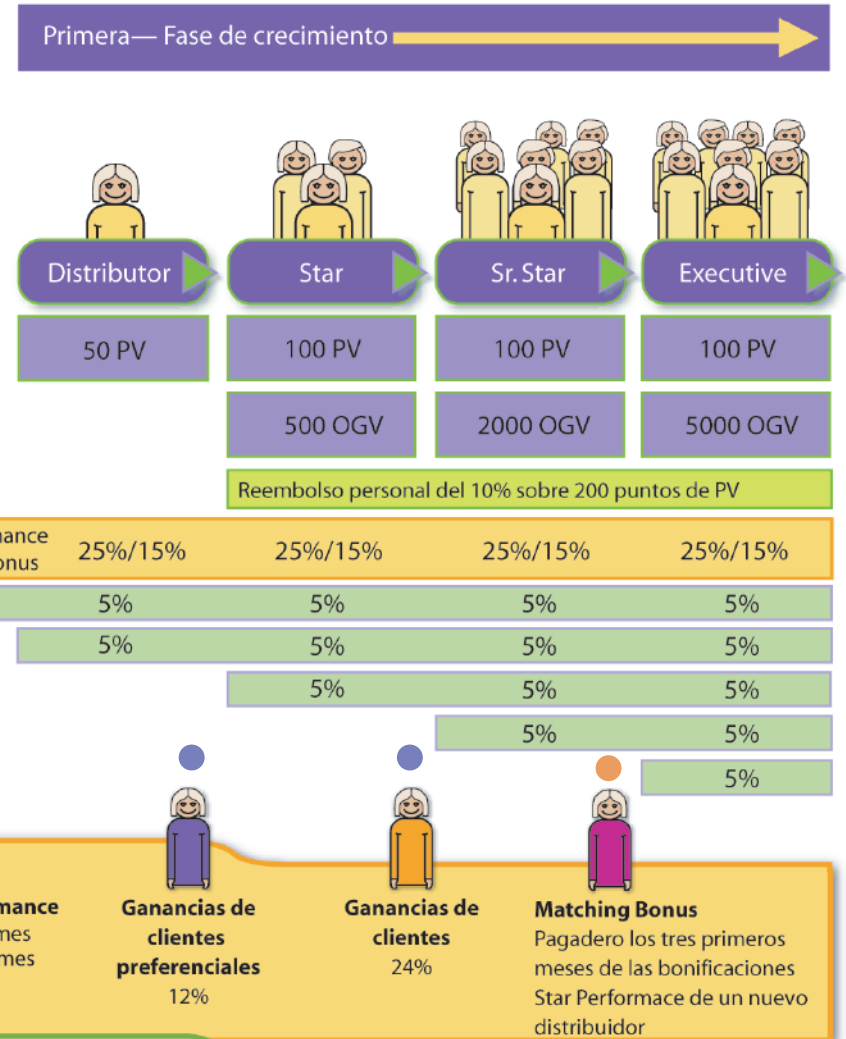 Primera— Fase de crecimiento
Distributor Star Sr. Star Executive
50 PV 100 PV 100 PV 100 PV
500 OGV 2000 OGV 5000 OGV
Reembolso personal del 10% sobre 200 puntos de PV
25%/15% 25%/15% 25%/15% 25%/15%
5% 5% 5% 5%
5% 5% 5% 5%
5% 5% 5%
5% 5%
5%
Ganancias de
clientes
preferenciales
12%
Ganancias de
clientes
24%
Matching Bonus
Pagadero los tres primeros
meses de las bonificaciones
Star Performace de un nuevo
distribuidor